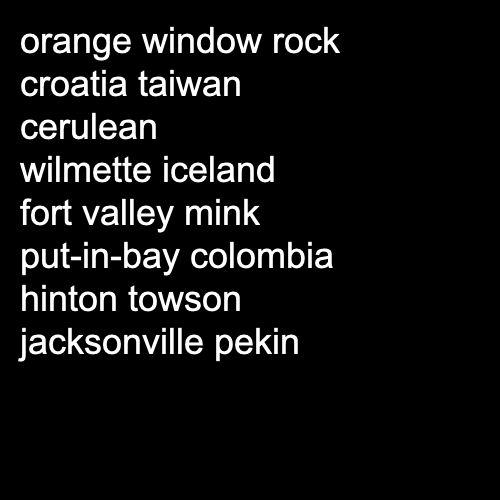 orange window rock
croatia taiwan
cerulean
wilmette iceland
fort valley mink
put-in-bay colombia
hinton towson
jacksonville pekin